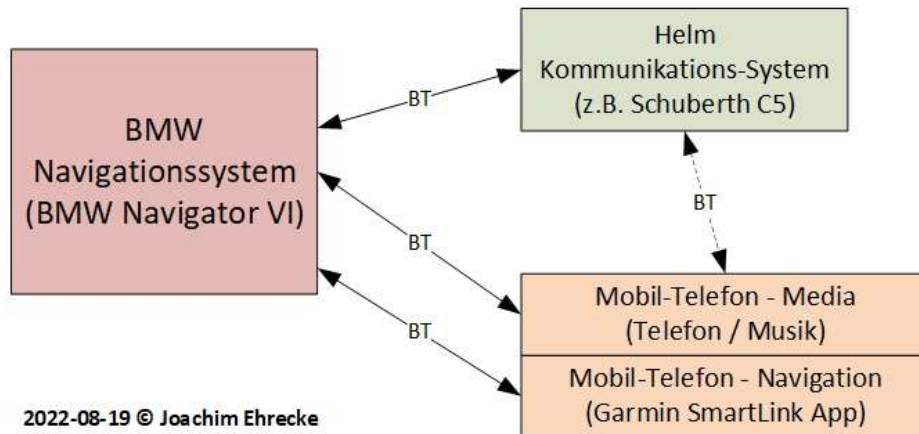 BMW
Navigationssystem
(BMW Navigator VI)
BT
Helm
Kommunikations-System
(z.B. Schuberth C5)
BT
BT
Mobil-Telefon - Media
(Telefon / Musik)
BT
Mobil-Telefon - Navigation
(Garmin SmartLink App)
2022-08-19 © Joachim Ehrecke